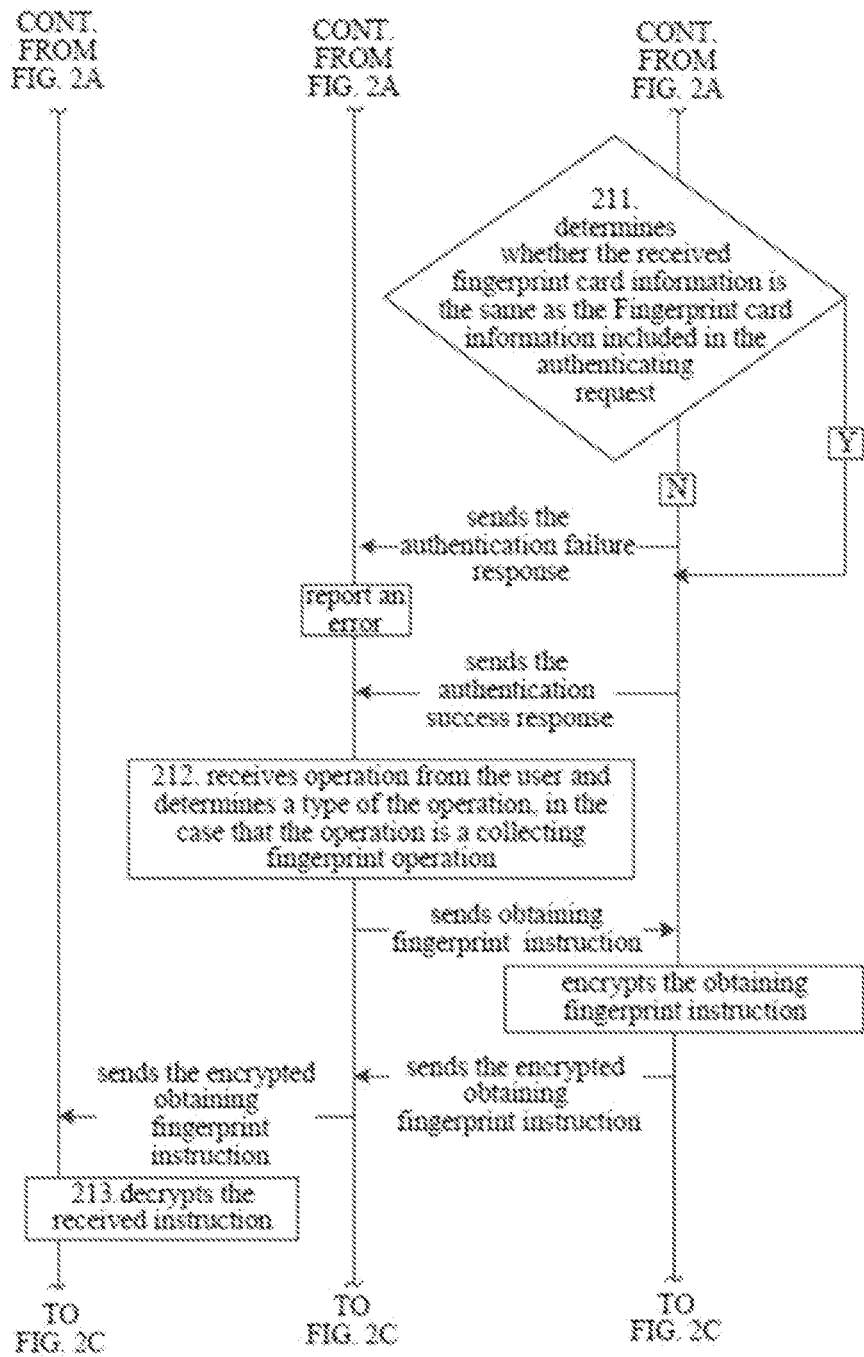 CONT.
FROM
FIG. 2A
CONT.
FROM
FIG. 2A
CONT.
FROM
FIG. 2A
211.
determines
whether the received
fingerprint card information is
the same as the Fingerprint card
information included in the
authenticating
request
Y
N
sends the
authentication failure
response
report an
error
sends the
authentication
success response
212. receives operation from the user and
determines a type of the operation, in the
case that the operation is a collecting
fingerprint operation
sends obtaining
fingerprint instruction
encrypts the obtaining
fingerprint instruction
sends the encrypted
obtaining
fingerprint instruction
sends the encrypted
obtaining
fingerprint
instruction
213.decrypts the
received instruction
TO
FIG. 2C
TO
FIG. 2C
TO
FIG. 2C